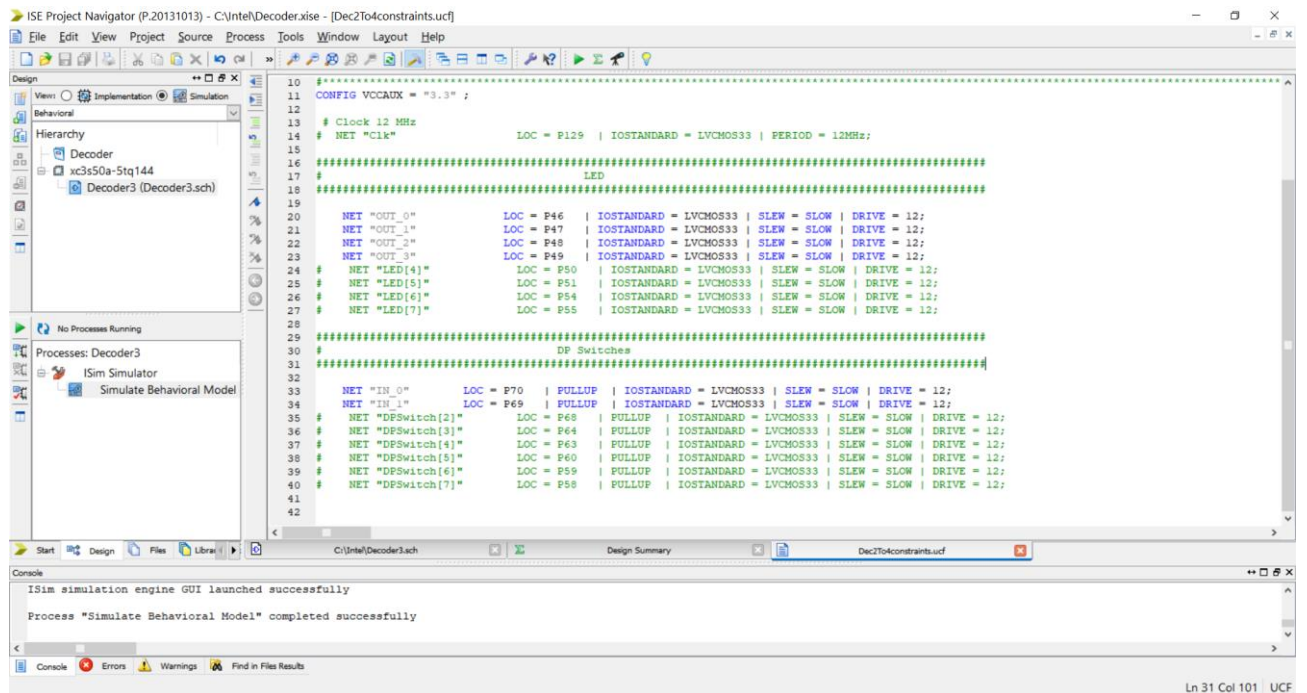 ISE Project Navigator (P.20131013) - C:\Intel\Decoder.xise - [Dec2To4constraints.ucf]
File Edit View Project Source Process Tools Window Layout Help
Design
View: Implementation Simulation
Behavioral
Hierarchy
Decoder
xc3s50a-5tq144
Decoder3 (Decoder3.sch)
No Processes Running
Processes: Decoder3
ISim Simulator
Simulate Behavioral Model
Start Design Files
10
11 CONFIG VCCAUX = "3.3" ;
12
13 # Clock 12 MHz
14 # NET "Clk" LOC = P129 | IOSTANDARD = LVCMOS33 | PERIOD = 12MHz;
15
16 ####################################################################################################
17 # LED
18 ####################################################################################################
19
20 NET "OUT_0" LOC = P46 | IOSTANDARD = LVCMOS33 | SLEW = SLOW | DRIVE = 12;
21 NET "OUT_1" LOC = P47 | IOSTANDARD = LVCMOS33 | SLEW = SLOW | DRIVE = 12;
22 NET "OUT_2" LOC = P48 | IOSTANDARD = LVCMOS33 | SLEW = SLOW | DRIVE = 12;
23 NET "OUT_3" LOC = P49 | IOSTANDARD = LVCMOS33 | SLEW = SLOW | DRIVE = 12;
24 # NET "LED[4]" LOC = P50 | IOSTANDARD = LVCMOS33 | SLEW = SLOW | DRIVE = 12;
25 # NET "LED[5]" LOC = P51 | IOSTANDARD = LVCMOS33 | SLEW = SLOW | DRIVE = 12;
26 # NET "LED[6]" LOC = P54 | IOSTANDARD = LVCMOS33 | SLEW = SLOW | DRIVE = 12;
27 # NET "LED[7]" LOC = P55 | IOSTANDARD = LVCMOS33 | SLEW = SLOW | DRIVE = 12;
28
29 ####################################################################################################
30 # DP Switches
31 ####################################################################################################
32
33 NET "IN_0" LOC = P70 | PULLUP | IOSTANDARD = LVCMOS33 | SLEW = SLOW | DRIVE = 12;
34 NET "IN_1" LOC = P69 | PULLUP | IOSTANDARD = LVCMOS33 | SLEW = SLOW | DRIVE = 12;
35 # NET "DPSwitch[2]" LOC = P68 | PULLUP | IOSTANDARD = LVCMOS33 | SLEW = SLOW | DRIVE = 12;
36 # NET "DPSwitch[3]" LOC = P64 | PULLUP | IOSTANDARD = LVCMOS33 | SLEW = SLOW | DRIVE = 12;
37 # NET "DPSwitch[4]" LOC = P63 | PULLUP | IOSTANDARD = LVCMOS33 | SLEW = SLOW | DRIVE = 12;
38 # NET "DPSwitch[5]" LOC = P60 | PULLUP | IOSTANDARD = LVCMOS33 | SLEW = SLOW | DRIVE = 12;
39 # NET "DPSwitch[6]" LOC = P59 | PULLUP | IOSTANDARD = LVCMOS33 | SLEW = SLOW | DRIVE = 12;
40 # NET "DPSwitch[7]" LOC = P58 | PULLUP | IOSTANDARD = LVCMOS33 | SLEW = SLOW | DRIVE = 12;
41
42
C:\Intel\Decoder3.sch Design Summary Dec2To4constraints.ucf
Console
ISim simulation engine GUI launched successfully
Process "Simulate Behavioral Model" completed successfully
Console Errors Warnings Find in Files Results
Ln 31 Col 101 UCF